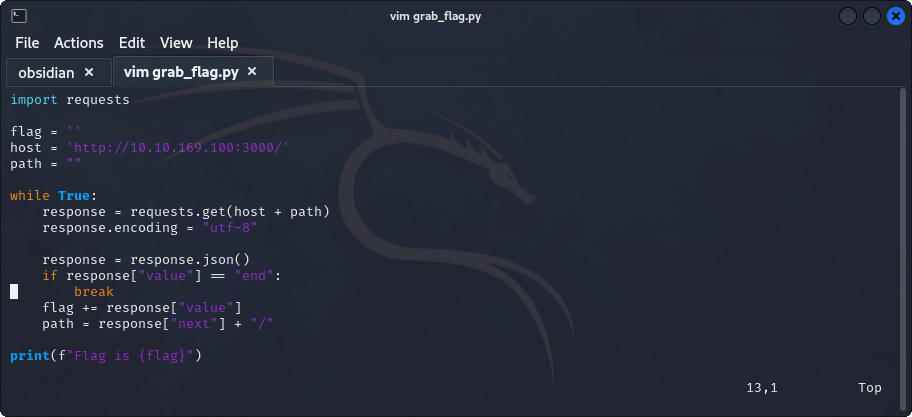 vim grab_flag.py
File Actions Edit View Help
obsidian × vim grab_flag.py ×
import requests

flag = ''
host = 'http://10.10.169.100:3000/'
path = ""

while True:
    response = requests.get(host + path)
    response.encoding = "utf-8"

    response = response.json()
    if response["value"] == "end":
        break
    flag += response["value"]
    path = response["next"] + "/"

print(f"Flag is {flag}")
13,1 Top